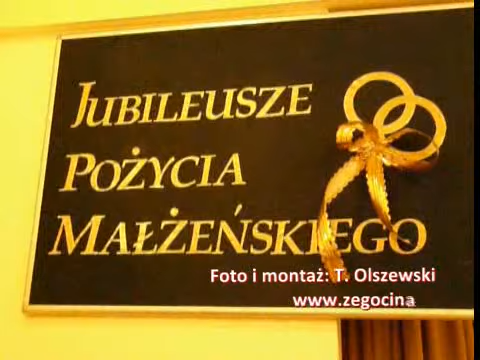 JUBILEUSZE
POŻYCIA
MAŁŻEŃSKIEGO
Foto i montaż: T. Olszewski
www.zegocina